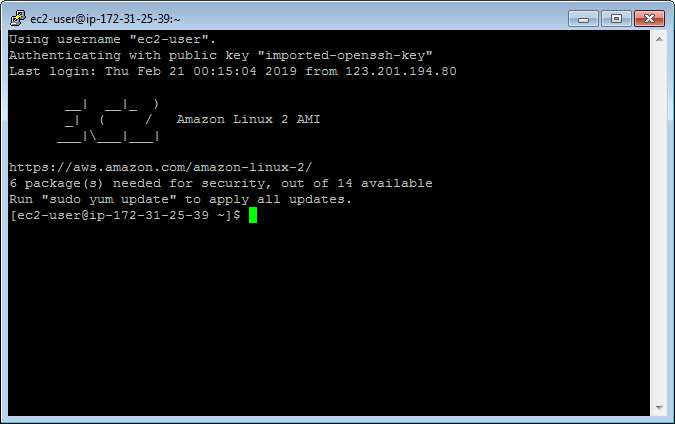 ec2-user@ip-172-31-25-39:~
Using username "ec2-user".
Authenticating with public key "imported-openssh-key"
Last login: Thu Feb 21 00:15:04 2019 from 123.201.194.80
       __|  __|_  )
       _|  (     /   Amazon Linux 2 AMI
      ___|\___|___|
https://aws.amazon.com/amazon-linux-2/
6 package(s) needed for security, out of 14 available
Run "sudo yum update" to apply all updates.
[ec2-user@ip-172-31-25-39 ~]$